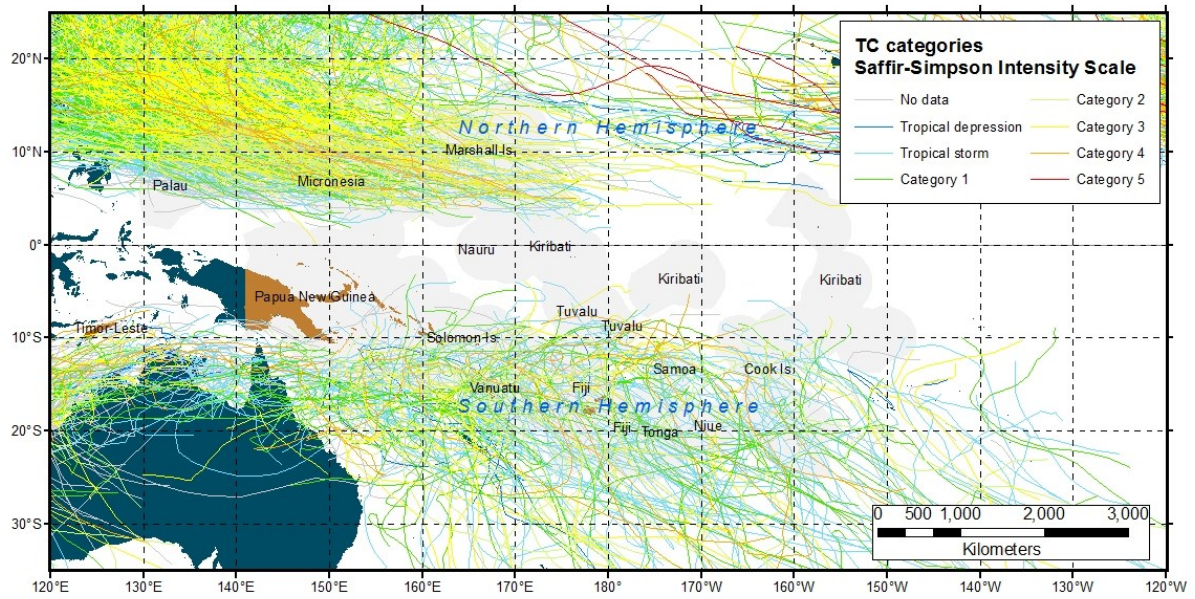 TC categories
Saffir-Simpson Intensity Scale
No data
Category 2
Tropical depression
Category 3
Tropical storm
Category 4
Category 1
Category 5
20°N
Northern Hemisphere
10°N
Marshall Is.
Palau
Micronesia
0°
Nauru
Kiribati
Kiribati
Kiribati
Papua New Guinea
Tuvalu
Timor-Leste
Tuvalu
10°S
Solomon Is.
Samoa
Cook Is.
Vanuatu
Fiji
Southern Hemisphere
20°S
Fiji
Tonga
Niue
30°S
0 500 1,000 2,000 3,000
Kilometers
120°E 130°E 140°E 150°E 160°E 170°E 180° 170°W 160°W 150°W 140°W 130°W 120°W